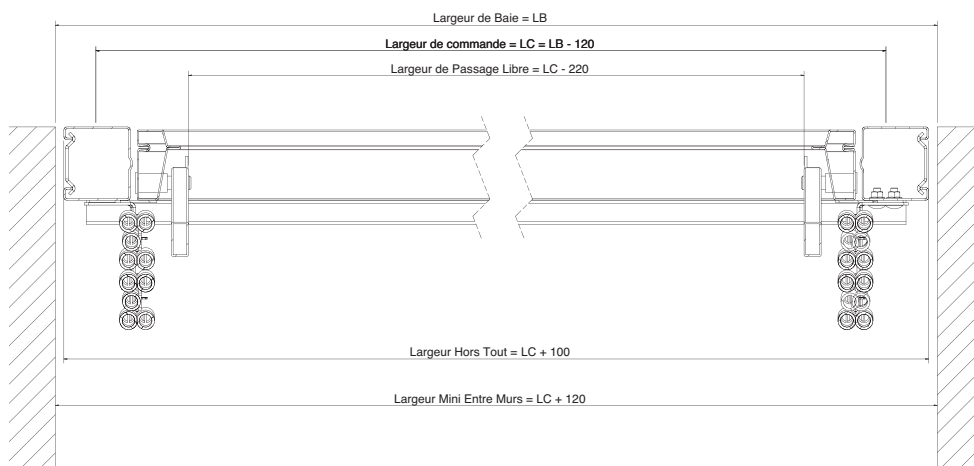 Largeur de Baie = LB
Largeur de commande = LC = LB - 120
Largeur de Passage Libre = LC - 220
Largeur Hors Tout = LC + 100
Largeur Mini Entre Murs = LC + 120